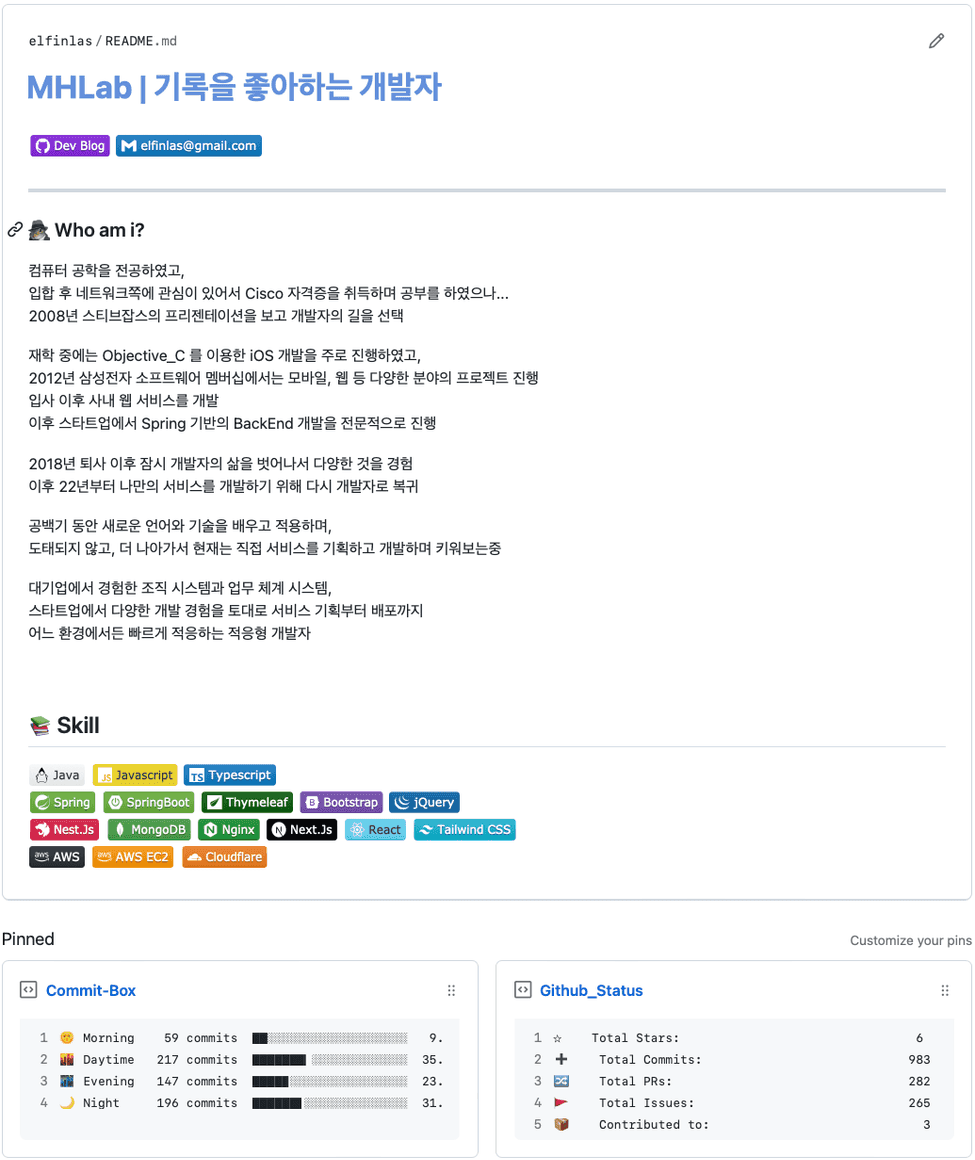 elfinlas/README.md
MHLab | 기록을 좋아하는 개발자
Dev Blog elfinlas@gmail.com
Who am i?
컴퓨터 공학을 전공하였고,
입합 후 네트워크쪽에 관심이 있어서 Cisco 자격증을 취득하며 공부를 하였으나...
2008년 스티브잡스의 프리젠테이션을 보고 개발자의 길을 선택
재학 중에는 Objective_C 를 이용한 iOS 개발을 주로 진행하였고,
2012년 삼성전자 소프트웨어 멤버십에서는 모바일, 웹 등 다양한 분야의 프로젝트 진행
입사 이후 사내 웹 서비스를 개발
이후 스타트업에서 Spring 기반의 BackEnd 개발을 전문적으로 진행
2018년 퇴사 이후 잠시 개발자의 삶을 벗어나서 다양한 것을 경험
이후 22년부터 나만의 서비스를 개발하기 위해 다시 개발자로 복귀
공백기 동안 새로운 언어와 기술을 배우고 적용하며,
도태되지 않고, 더 나아가서 현재는 직접 서비스를 기획하고 개발하며 키워보는중
대기업에서 경험한 조직 시스템과 업무 체계 시스템,
스타트업에서 다양한 개발 경험을 토대로 서비스 기획부터 배포까지
어느 환경에서든 빠르게 적응하는 적응형 개발자
Skill
Java JS Javascript TS Typescript
Spring SpringBoot Thymeleaf B Bootstrap jQuery
Nest.Js MongoDB N Nginx N Next.Js React Tailwind CSS
aws AWS aws AWS EC2 Cloudflare
Pinned
Customize your pins
Commit-Box
1 Morning 59 commits 9.
2 Daytime 217 commits 35.
3 Evening 147 commits 23.
4 Night 196 commits 31.
Github_Status
1 Total Stars: 6
2 Total Commits: 983
3 Total PRs: 282
4 Total Issues: 265
5 Contributed to: 3